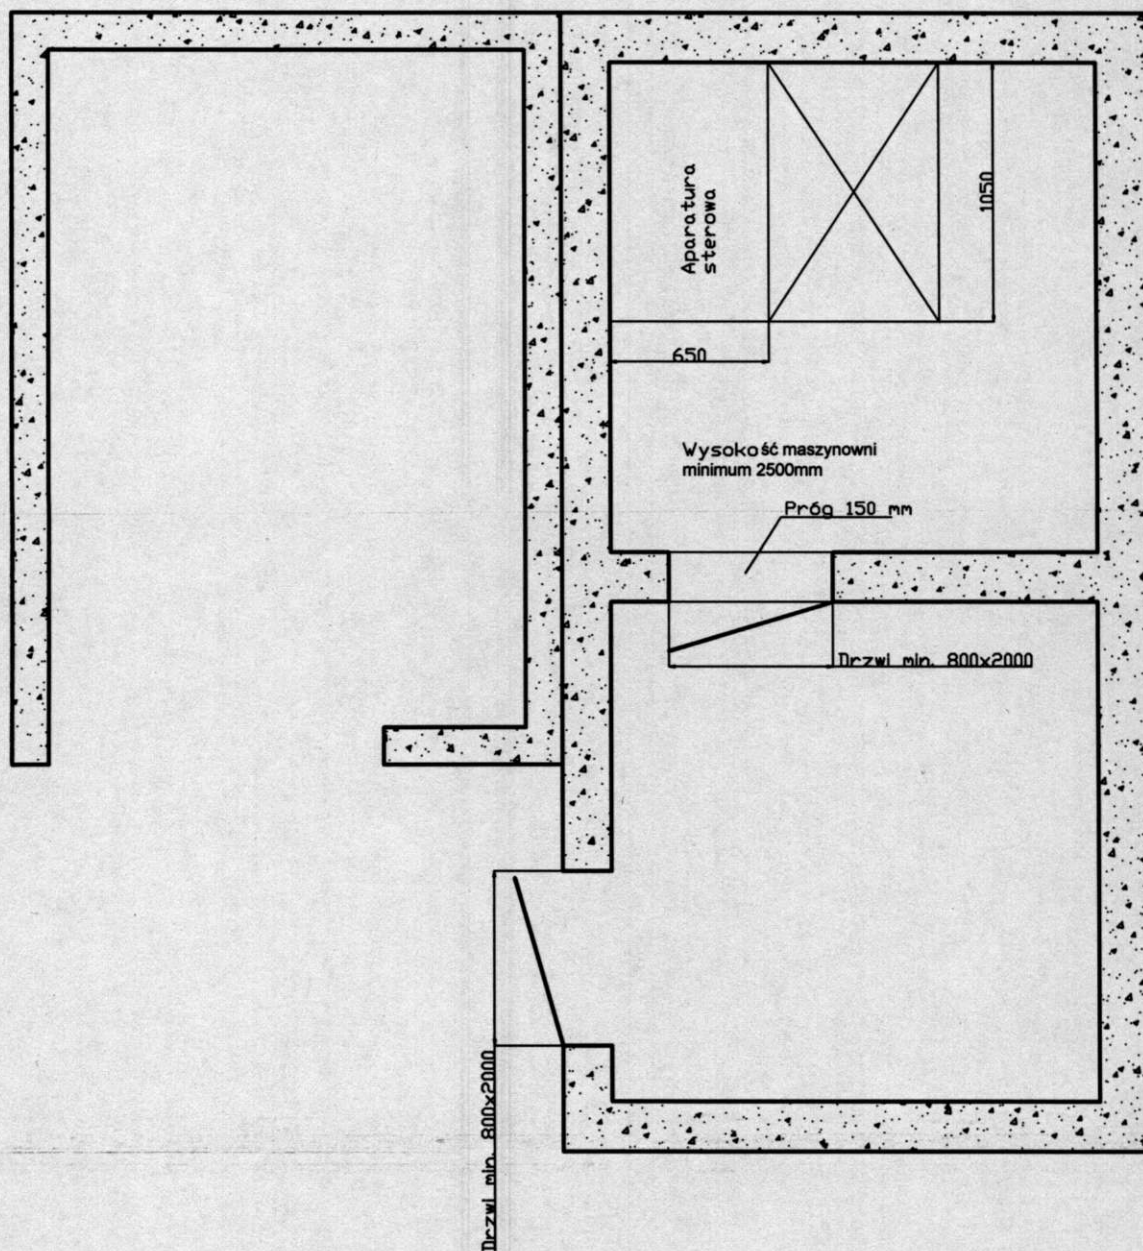 Aparatura
sterowa
1050
650
Wysokość maszynowni
minimum 2500mm
Próg 150 mm
Drzwi min. 800x2000
Drzwi min. 800x2000